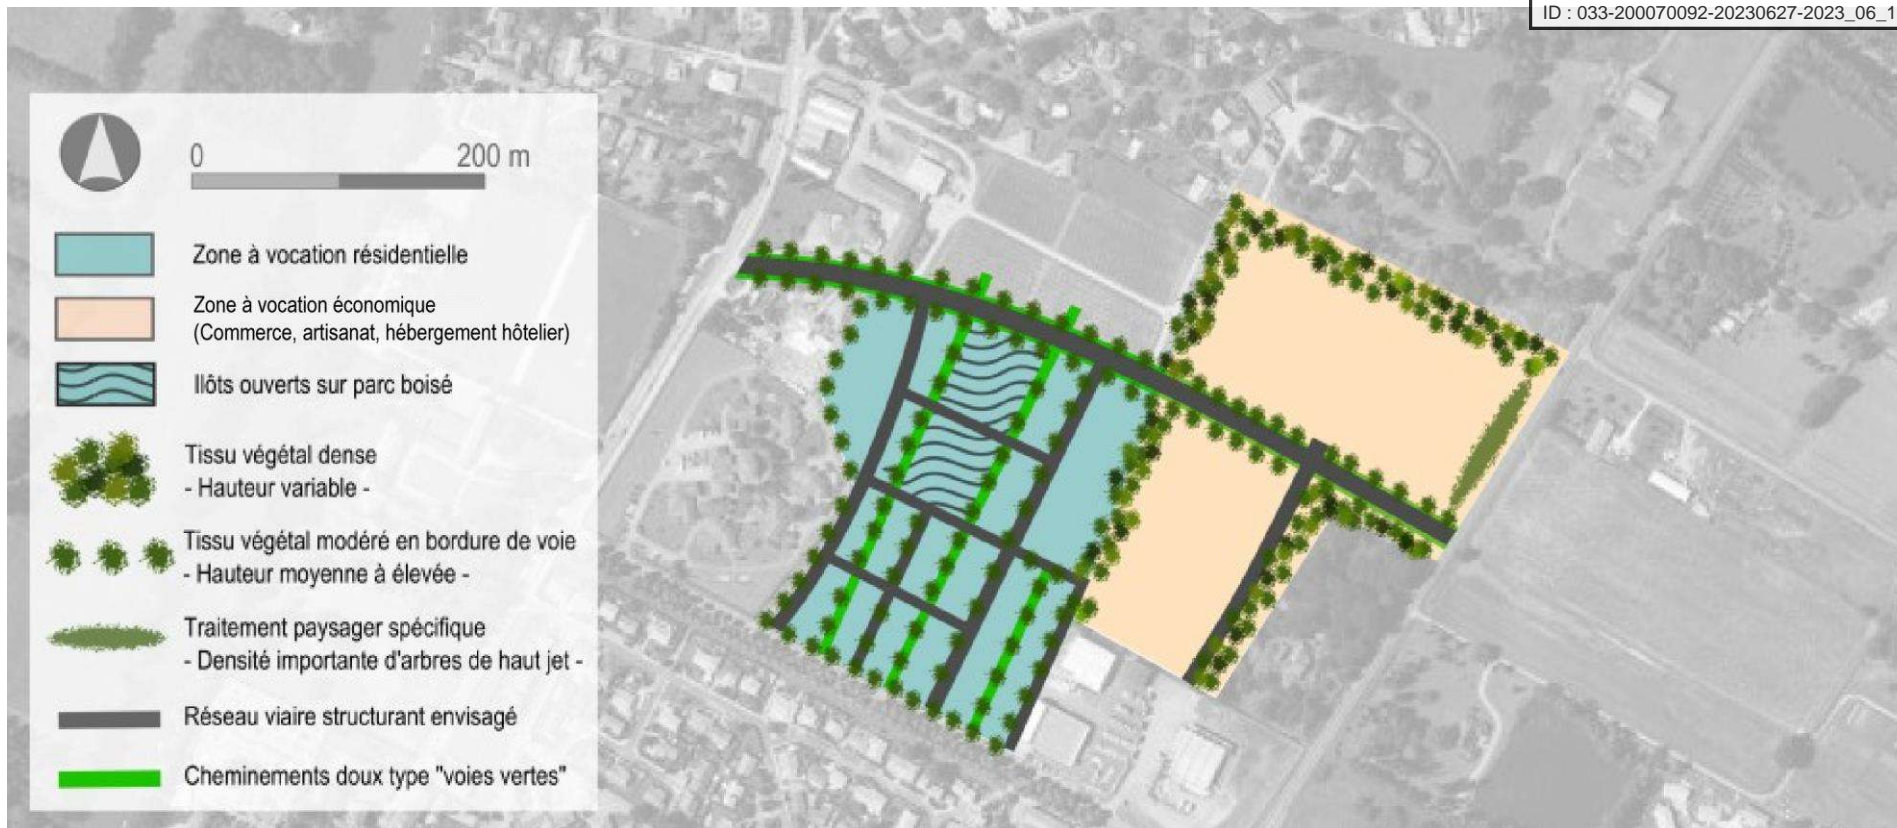 ID : 033-200070092-20230627-2023_06_1
0 200 m
Zone à vocation résidentielle
Zone à vocation économique
(Commerce, artisanat, hébergement hôtelier)
Ilôts ouverts sur parc boisé
Tissu végétal dense
- Hauteur variable -
Tissu végétal modéré en bordure de voie
- Hauteur moyenne à élevée -
Traitement paysager spécifique
- Densité importante d'arbres de haut jet -
Réseau viaire structurant envisagé
Cheminements doux type "voies vertes"